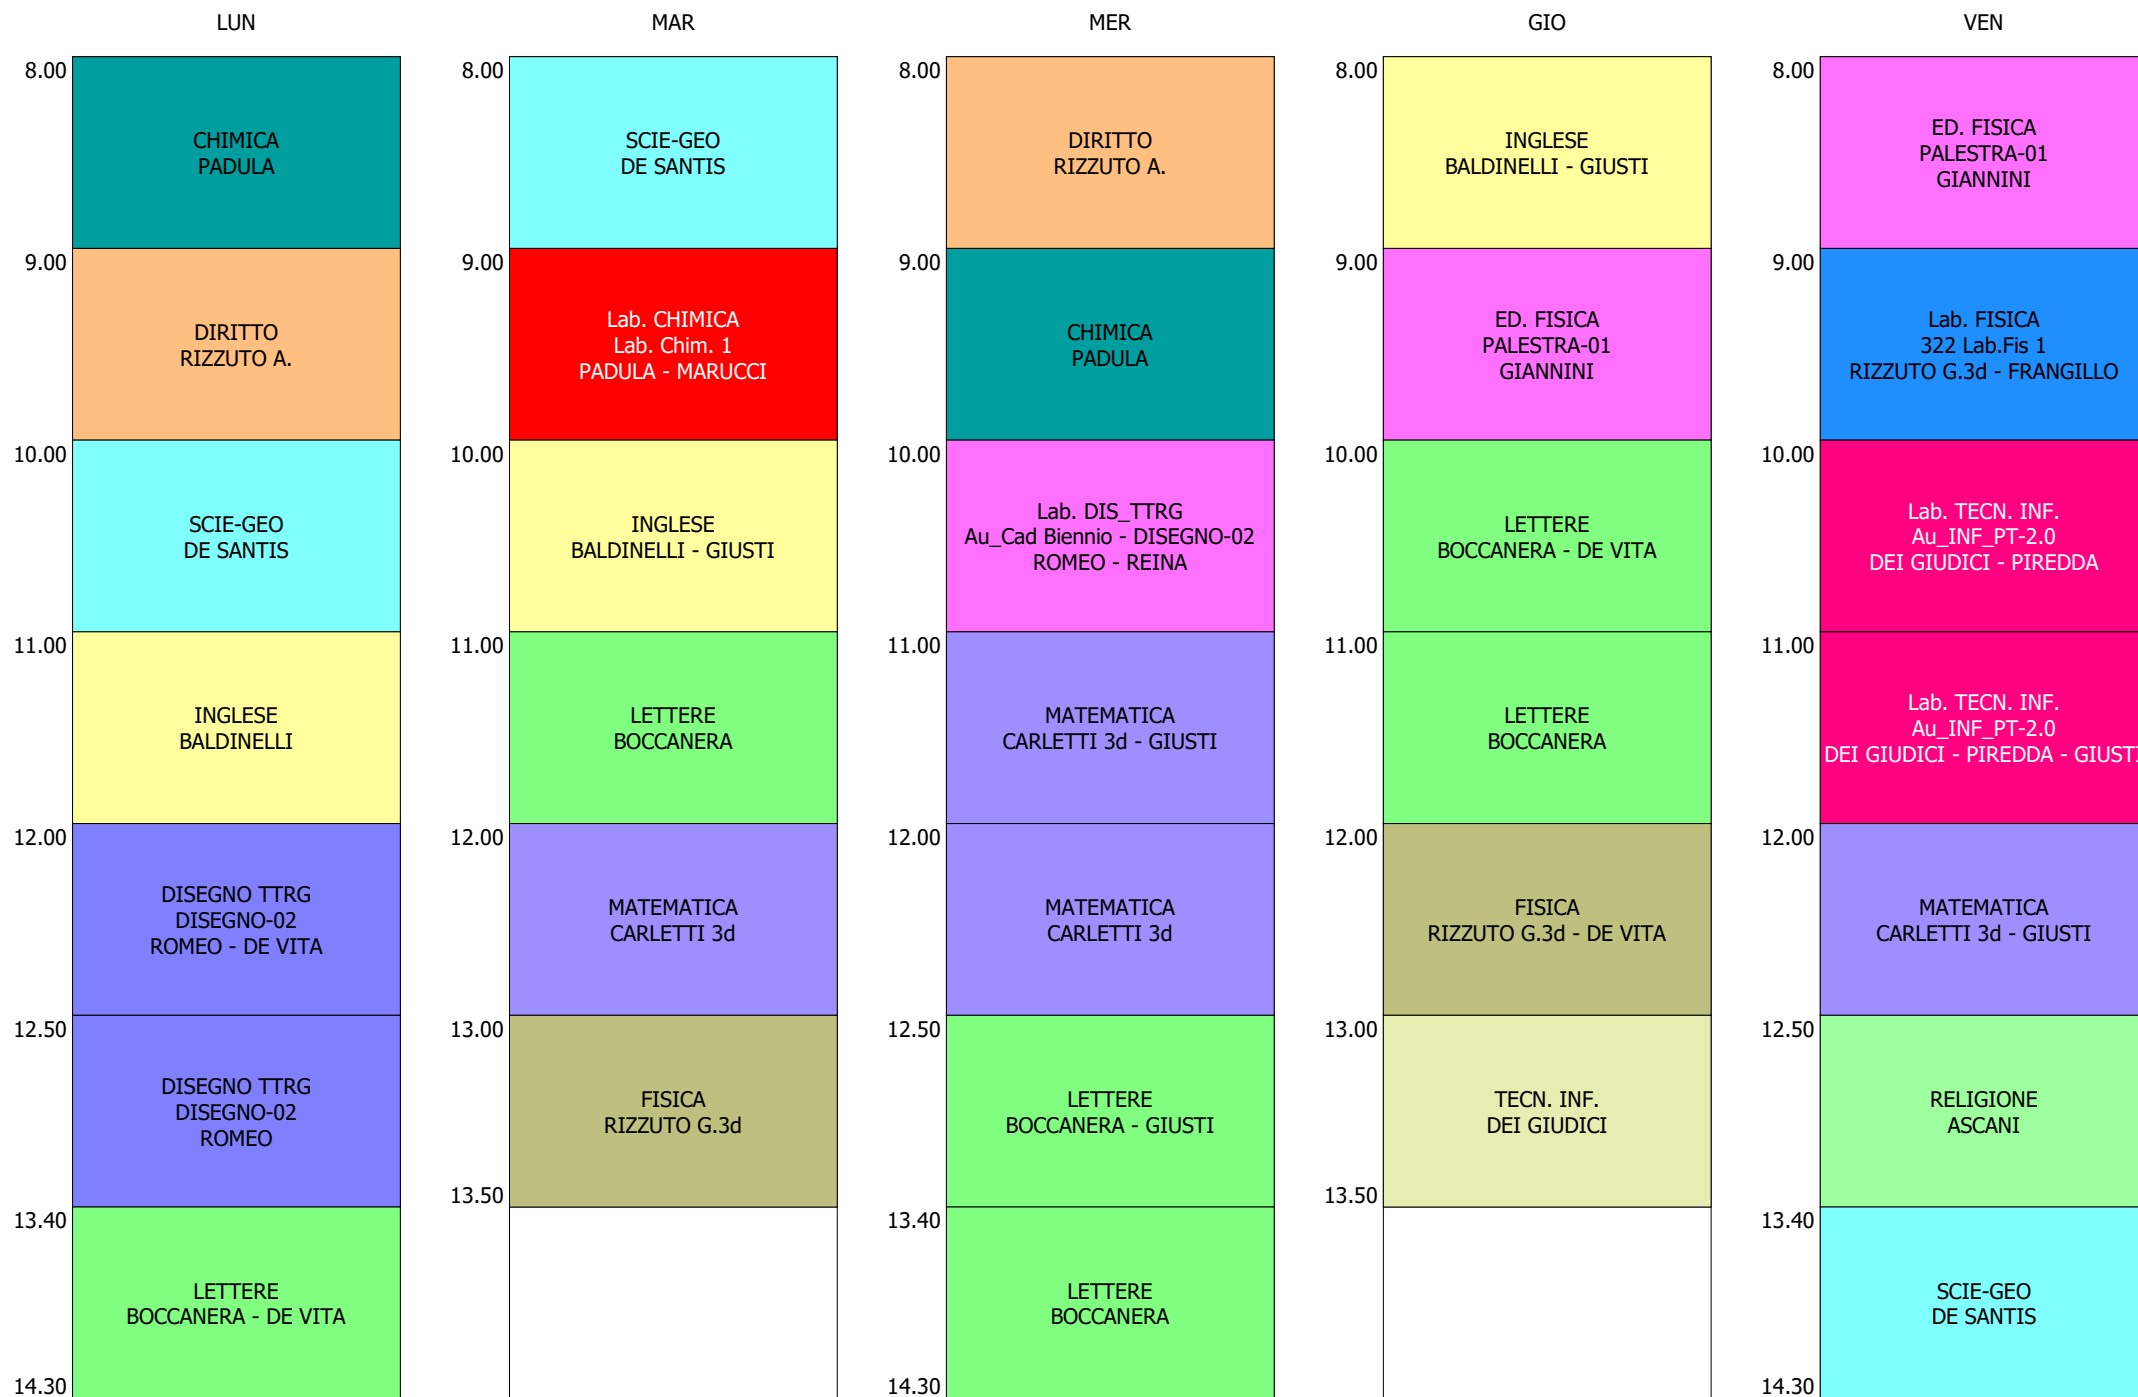 LUN
8.00
CHIMICA
PADULA
9.00
DIRITTO
RIZZUTO A.
10.00
SCIE-GEO
DE SANTIS
11.00
INGLESE
BALDINELLI
12.00
DISEGNO TTRG
DISEGNO-02
ROMEO - DE VITA
12.50
DISEGNO TTRG
DISEGNO-02
ROMEO
13.40
LETTERE
BOCCANERA - DE VITA
14.30
MAR
8.00
SCIE-GEO
DE SANTIS
9.00
Lab. CHIMICA
Lab. Chim. 1
PADULA - MARUCCI
10.00
INGLESE
BALDINELLI - GIUSTI
11.00
LETTERE
BOCCANERA
12.00
MATEMATICA
CARLETTI 3d
13.00
FISICA
RIZZUTO G.3d
13.50
MER
8.00
DIRITTO
RIZZUTO A.
9.00
CHIMICA
PADULA
10.00
Lab. DIS_TTRG
Au_Cad Biennio - DISEGNO-02
ROMEO - REINA
11.00
MATEMATICA
CARLETTI 3d - GIUSTI
12.00
MATEMATICA
CARLETTI 3d
12.50
LETTERE
BOCCANERA - GIUSTI
13.40
LETTERE
BOCCANERA
14.30
GIO
8.00
INGLESE
BALDINELLI - GIUSTI
9.00
ED. FISICA
PALESTRA-01
GIANNINI
10.00
LETTERE
BOCCANERA - DE VITA
11.00
LETTERE
BOCCANERA
12.00
FISICA
RIZZUTO G.3d - DE VITA
13.00
TECN. INF.
DEI GIUDICI
13.50
VEN
8.00
ED. FISICA
PALESTRA-01
GIANNINI
9.00
Lab. FISICA
322 Lab.Fis 1
RIZZUTO G.3d - FRANGILLO
10.00
Lab. TECN. INF.
Au_INF_PT-2.0
DEI GIUDICI - PIREDDA
11.00
Lab. TECN. INF.
Au_INF_PT-2.0
DEI GIUDICI - PIREDDA - GIUSTI
12.00
MATEMATICA
CARLETTI 3d - GIUSTI
12.50
RELIGIONE
ASCANI
13.40
SCIE-GEO
DE SANTIS
14.30